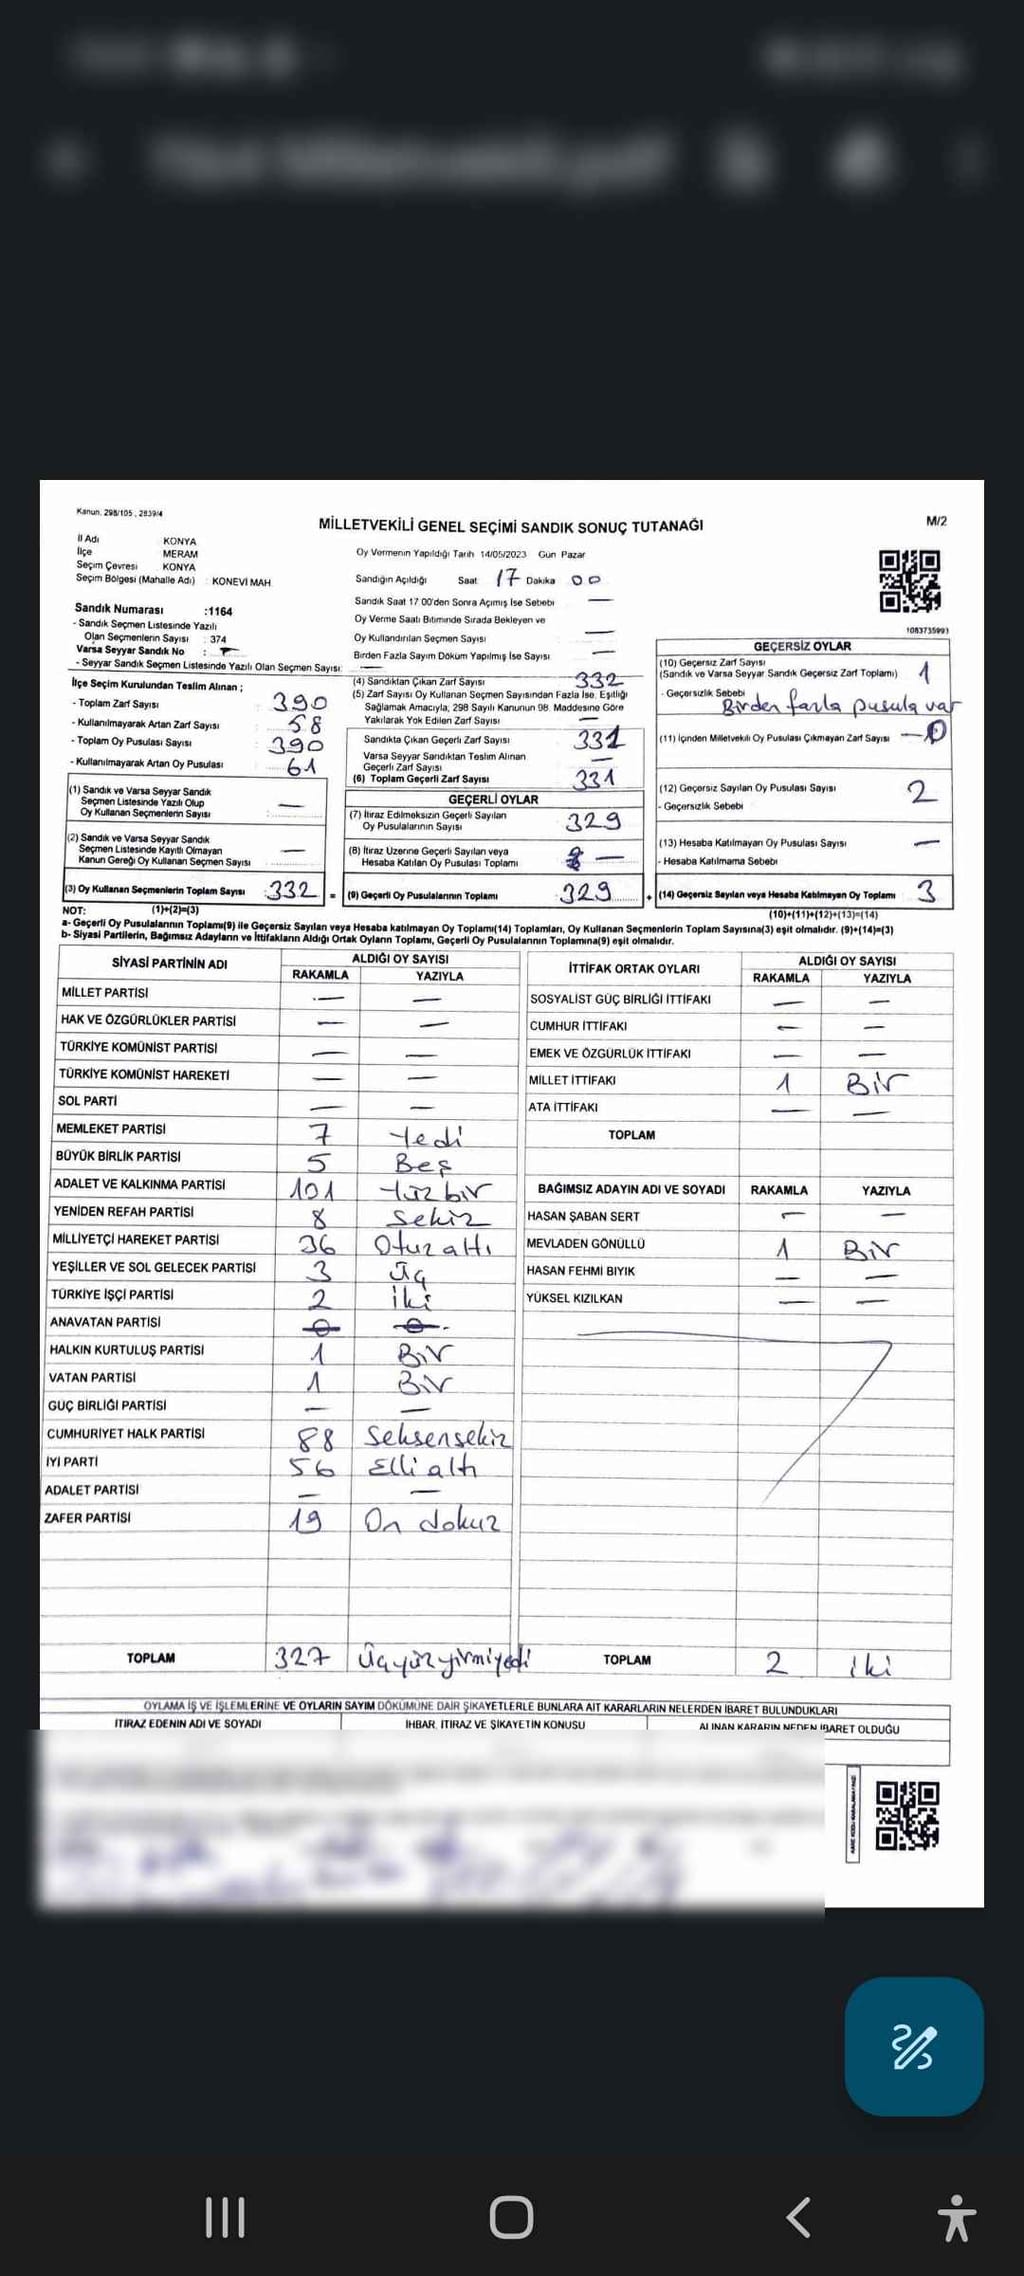 Kanun. 298/105 , 2839/4
MİLLETVEKİLİ GENEL SEÇİMİ SANDIK SONUÇ TUTANAĞI
M/2
İl Adı KONYA
İlçe MERAM
Seçim Çevresi KONYA
Seçim Bölgesi (Mahalle Adı) : KONEVİ MAH.
Oy Vermenin Yapıldığı Tarih 14/05/2023 Gün Pazar
Sandığın Açıldığı Saat 17 Dakika 00
Sandık Saat 17 00'den Sonra Açımış İse Sebebi —
Oy Verme Saati Bitiminde Sırada Bekleyen ve
Oy Kullandırılan Seçmen Sayısı —
Birden Fazla Sayım Döküm Yapılmış İse Sayısı —
108373599
Sandık Numarası :1164
- Sandık Seçmen Listesinde Yazılı
Olan Seçmenlerin Sayısı : 374
Varsa Seyyar Sandık No :
- Seyyar Sandık Seçmen Listesinde Yazılı Olan Seçmen Sayısı: —
İlçe Seçim Kurulundan Teslim Alınan ;
- Toplam Zarf Sayısı 390
- Kullanılmayarak Artan Zarf Sayısı 58
- Toplam Oy Pusulası Sayısı 390
- Kullanılmayarak Artan Oy Pusulası 61
(1) Sandık ve Varsa Seyyar Sandık
Seçmen Listesinde Yazılı Olup
Oy Kullanan Seçmenlerin Sayısı —
(2) Sandık ve Varsa Seyyar Sandık
Seçmen Listesinde Kayıtlı Olmayan
Kanun Gereği Oy Kullanan Seçmen Sayısı —
(3) Oy Kullanan Seçmenlerin Toplam Sayısı 332 =
(1)+(2)=(3)
(4) Sandıktan Çıkan Zarf Sayısı 332
(5) Zarf Sayısı Oy Kullanan Seçmen Sayısından Fazla İse, Eşitliği
Sağlamak Amacıyla, 298 Sayılı Kanunun 98. Maddesine Göre
Yakılarak Yok Edilen Zarf Sayısı —
Sandıkta Çıkan Geçerli Zarf Sayısı 331
Varsa Seyyar Sandıktan Teslim Alınan
Geçerli Zarf Sayısı —
(6) Toplam Geçerli Zarf Sayısı 331
GEÇERLİ OYLAR
(7) İtiraz Edilmeksizin Geçerli Sayılan
Oy Pusulalarının Sayısı 329
(8) İtiraz Üzerine Geçerli Sayılan veya
Hesaba Katılan Oy Pusulası Toplamı —
(9) Geçerli Oy Pusulalarının Toplamı 329 +
GEÇERSİZ OYLAR
(10) Geçersiz Zarf Sayısı
(Sandık ve Varsa Seyyar Sandık Geçersiz Zarf Toplamı) 1
- Geçersizlik Sebebi
Birden fazla pusula var
(11) İçinden Milletvekili Oy Pusulası Çıkmayan Zarf Sayısı — 0
(12) Geçersiz Sayılan Oy Pusulası Sayısı 2
- Geçersizlik Sebebi
(13) Hesaba Katılmayan Oy Pusulası Sayısı —
- Hesaba Katılmama Sebebi
(14) Geçersiz Sayılan veya Hesaba Katılmayan Oy Toplamı 3
(10)+(11)+(12)+(13)=(14)
NOT:
a- Geçerli Oy Pusulalarının Toplamı(9) ile Geçersiz Sayılan veya Hesaba katılmayan Oy Toplamı(14) Toplamları, Oy Kullanan Seçmenlerin Toplam Sayısına(3) eşit olmalıdır. (9)+(14)=(3)
b- Siyasi Partilerin, Bağımsız Adayların ve İttifakların Aldığı Ortak Oyların Toplamı, Geçerli Oy Pusulalarının Toplamına(9) eşit olmalıdır.
SİYASİ PARTİNİN ADI ALDIĞI OY SAYISI
RAKAMLA YAZIYLA
MİLLET PARTİSİ — —
HAK VE ÖZGÜRLÜKLER PARTİSİ — —
TÜRKİYE KOMÜNİST PARTİSİ — —
TÜRKİYE KOMÜNİST HAREKETİ — —
SOL PARTİ — —
MEMLEKET PARTİSİ 7 Yedi
BÜYÜK BİRLİK PARTİSİ 5 Beş
ADALET VE KALKINMA PARTİSİ 101 Yüz bir
YENİDEN REFAH PARTİSİ 8 Sekiz
MİLLİYETÇİ HAREKET PARTİSİ 36 Otuz altı
YEŞİLLER VE SOL GELECEK PARTİSİ 3 Üç
TÜRKİYE İŞÇİ PARTİSİ 2 İki
ANAVATAN PARTİSİ 0 0
HALKIN KURTULUŞ PARTİSİ 1 Bir
VATAN PARTİSİ 1 Bir
GÜÇ BİRLİĞİ PARTİSİ — —
CUMHURİYET HALK PARTİSİ 88 Seksensekiz
İYİ PARTİ 56 Elli altı
ADALET PARTİSİ — —
ZAFER PARTİSİ 19 On dokuz
TOPLAM 327 Üçyüzyirmiyedi
İTTİFAK ORTAK OYLARI ALDIĞI OY SAYISI
RAKAMLA YAZIYLA
SOSYALİST GÜÇ BİRLİĞİ İTTİFAKI — —
CUMHUR İTTİFAKI — —
EMEK VE ÖZGÜRLÜK İTTİFAKI — —
MİLLET İTTİFAKI 1 Bir
ATA İTTİFAKI — —
TOPLAM
BAĞIMSIZ ADAYIN ADI VE SOYADI RAKAMLA YAZIYLA
HASAN ŞABAN SERT — —
MEVLADEN GÖNÜLLÜ 1 Bir
HASAN FEHMİ BIYIK — —
YÜKSEL KIZILKAN — —
TOPLAM 2 iki
OYLAMA İŞ VE İŞLEMLERİNE VE OYLARIN SAYIM DÖKÜMÜNE DAİR ŞİKAYETLERLE BUNLARA AİT KARARLARIN NELERDEN İBARET BULUNDUKLARI
İTİRAZ EDENİN ADI VE SOYADI İHBAR, İTİRAZ VE ŞİKAYETİN KONUSU ALINAN KARARIN NEDEN İBARET OLDUĞU